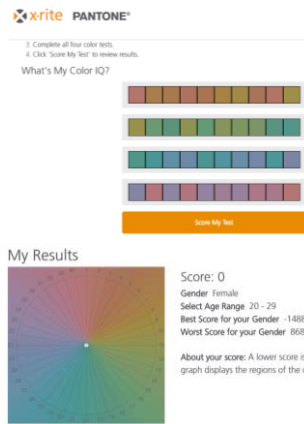 x·rite PANTONE®
3. Complete all four color tests.
4. Click 'Score My Test' to review results.
What's My Color IQ?
Score My Test
My Results
Score: 0
Gender Female
Select Age Range 20 - 29
Best Score for your Gender -1488
Worst Score for your Gender 868
About your score: A lower score is
graph displays the regions of the